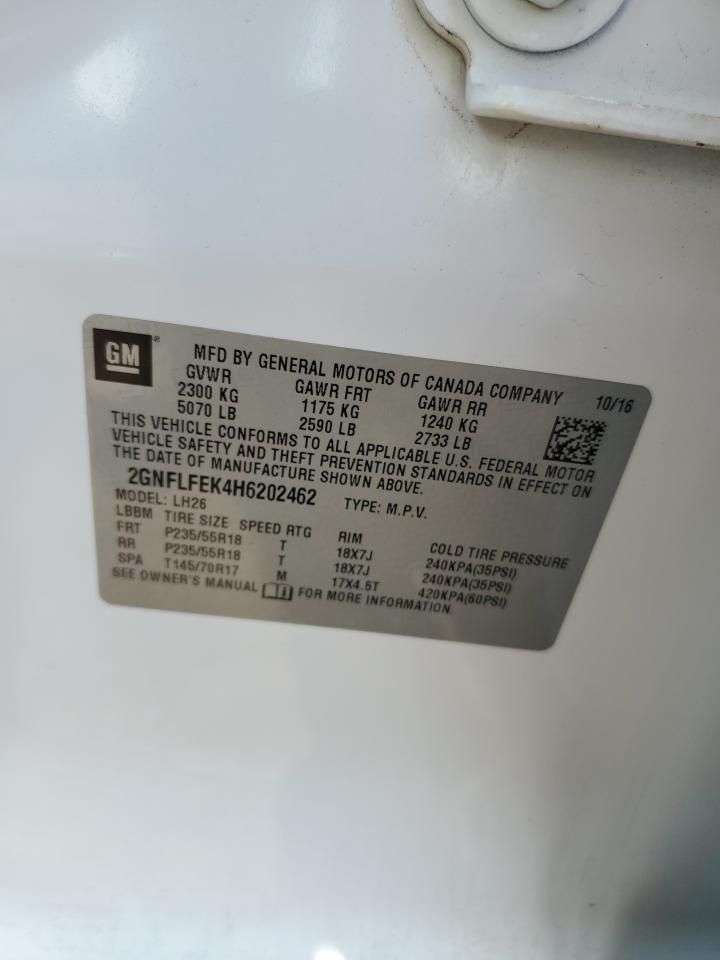 GM ®
MFD BY GENERAL MOTORS OF CANADA COMPANY 10/16
GVWR GAWR FRT GAWR RR
2300 KG 1175 KG 1240 KG
5070 LB 2590 LB 2733 LB
THIS VEHICLE CONFORMS TO ALL APPLICABLE U.S. FEDERAL MOTOR
VEHICLE SAFETY AND THEFT PREVENTION STANDARDS IN EFFECT ON
THE DATE OF MANUFACTURE SHOWN ABOVE.
2GNFLFEK4H6202462 TYPE: M.P.V.
MODEL: LH26
LBBM TIRE SIZE SPEED RTG RIM COLD TIRE PRESSURE
FRT P235/55R18 T 18X7J 240KPA(35PSI)
RR P235/55R18 T 18X7J 240KPA(35PSI)
SPA T145/70R17 M 17X4.5T 420KPA(60PSI)
SEE OWNER'S MANUAL FOR MORE INFORMATION.